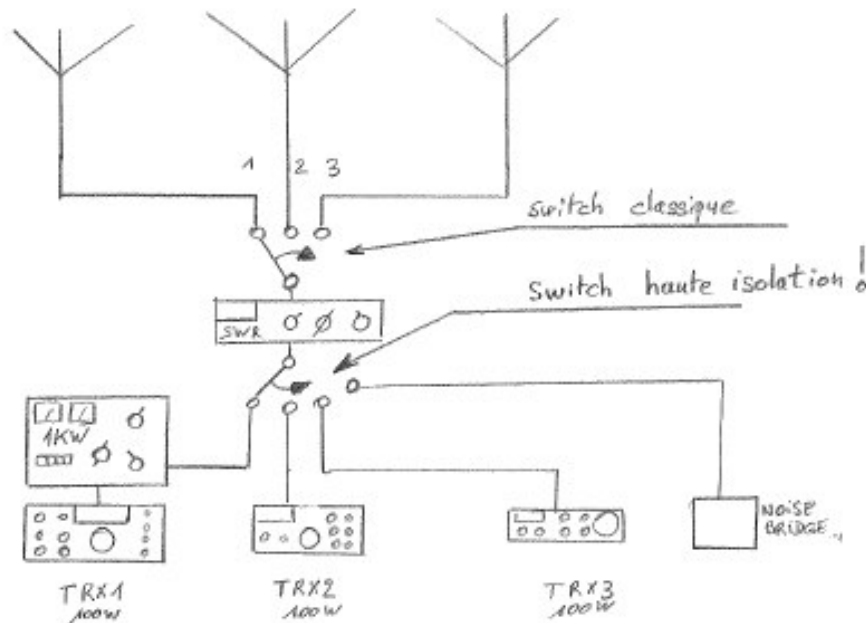 1 2 3
switch classique
SWR
switch haute isolation !
1KW
NOISE
BRIDGE
TRX1
100W
TRX2
100W
TRX3
100W